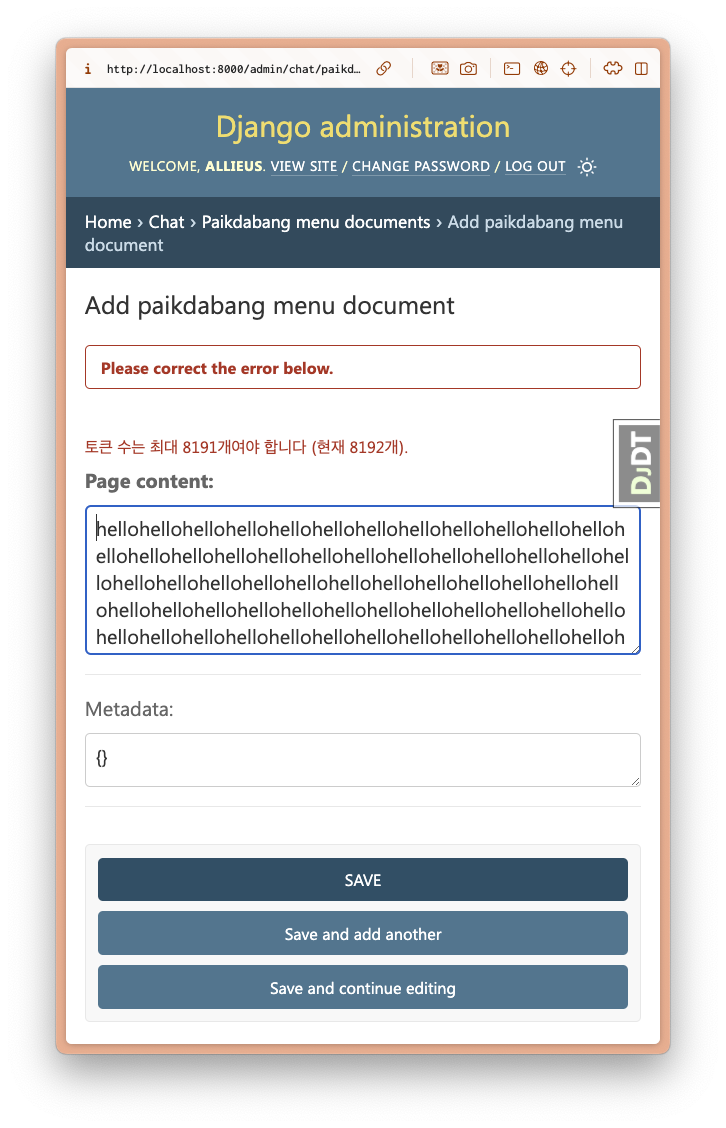 i http://localhost:8000/admin/chat/paikd…
Django administration
WELCOME, ALLIEUS. VIEW SITE / CHANGE PASSWORD / LOG OUT
Home › Chat › Paikdabang menu documents › Add paikdabang menu
document
Add paikdabang menu document
Please correct the error below.
토큰 수는 최대 8191개여야 합니다 (현재 8192개).
DJDT
Page content:
hellohellohellohellohellohellohellohellohellohellohellohelloh
ellohellohellohellohellohellohellohellohellohellohellohellohel
lohellohellohellohellohellohellohellohellohellohellohellohell
ohellohellohellohellohellohellohellohellohellohellohellohello
hellohellohellohellohellohellohellohellohellohellohellohelloh
Metadata:
{}
SAVE
Save and add another
Save and continue editing